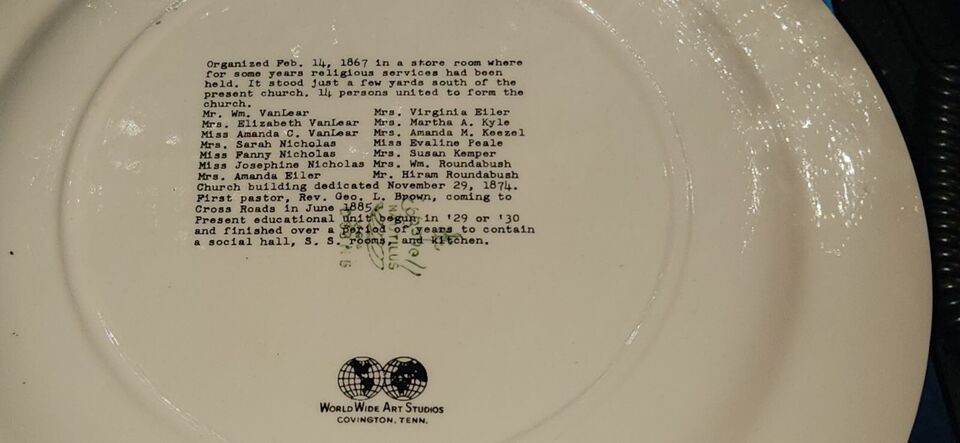 Organized Feb. 14, 1867 in a store room where
for some years religious services had been
held. It stood just a few yards south of the
present church. 14 persons united to form the
church.
Mr. Wm. VanLear Mrs. Virginia Eiler
Mrs. Elizabeth VanLear Mrs. Martha A. Kyle
Miss Amanda C. VanLear Mrs. Amanda M. Keezel
Mrs. Sarah Nicholas Miss Evaline Peale
Miss Fanny Nicholas Mrs. Susan Kemper
Miss Josephine Nicholas Mrs. Wm. Roundabush
Mrs. Amanda Eiler Mr. Hiram Roundabush
Church building dedicated November 29, 1874.
First pastor, Rev. Geo. L. Brown, coming to
Cross Roads in June 1885.
Present educational unit begun in '29 or '30
and finished over a period of years to contain
a social hall, S. S. rooms, and kitchen.
NAUTILUS
WORLD WIDE ART STUDIOS
COVINGTON, TENN.